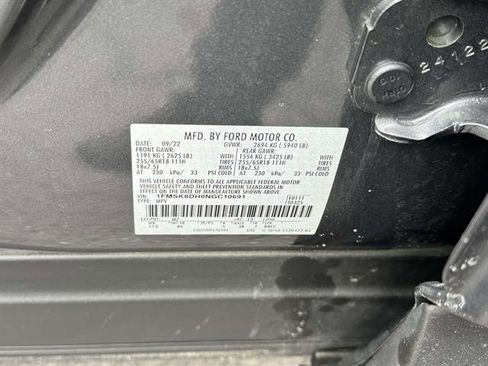 MFD. BY FORD MOTOR CO.
DATE: 09/22 GVWR: 2694 KG ( 5940 LB)
FRONT GAWR: REAR GAWR:
1191 KG ( 2625 LB) WITH 1554 KG ( 3425 LB) WITH
255/65R18 111H TIRES 255/65R18 111H TIRES
18x7.5J RIMS 18x7.5J RIMS
AT 230 kPa/ 33 PSI COLD AT 230 kPa/ 33 PSI COLD
THIS VEHICLE CONFORMS TO ALL APPLICABLE FEDERAL MOTOR
VEHICLE SAFETY AND THEFT PREVENTION STANDARDS IN
EFFECT ON THE DATE OF MANUFACTURE SHOWN ABOVE.
VIN: 1FMSK8DH0NGC10691
TYPE: MPV
F0111
24122